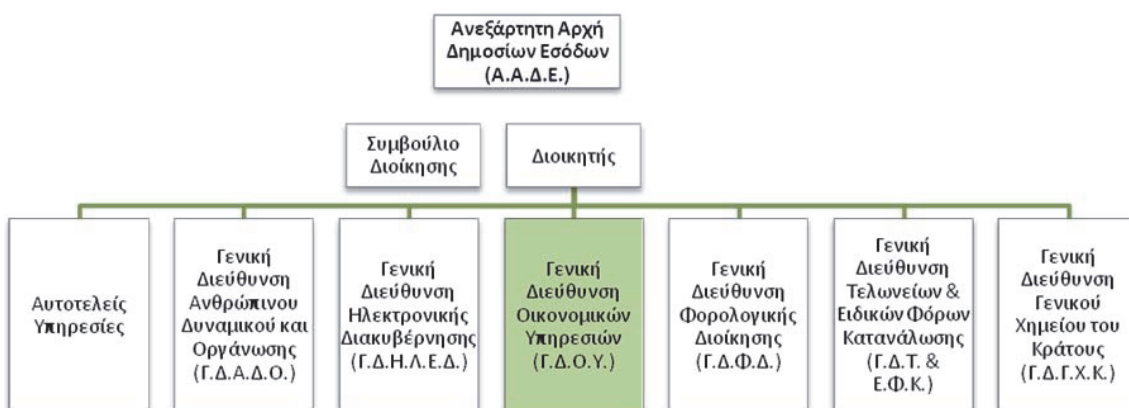 Ανεξάρτητη Αρχή
Δημοσίων Εσόδων
(Α.Α.Δ.Ε.)
Συμβούλιο
Διοίκησης
Διοικητής
Αυτοτελείς
Υπηρεσίες
Γενική
Διεύθυνση
Ανθρώπινου
Δυναμικού και
Οργάνωσης
(Γ.Δ.Α.Δ.Ο.)
Γενική
Διεύθυνση
Ηλεκτρονικής
Διακυβέρνησης
(Γ.Δ.Η.Λ.Ε.Δ.)
Γενική
Διεύθυνση
Οικονομικών
Υπηρεσιών
(Γ.Δ.Ο.Υ.)
Γενική
Διεύθυνση
Φορολογικής
Διοίκησης
(Γ.Δ.Φ.Δ.)
Γενική
Διεύθυνση
Τελωνείων &
Ειδικών Φόρων
Κατανάλωσης
(Γ.Δ.Τ. &
Ε.Φ.Κ.)
Γενική
Διεύθυνση
Γενικού
Χημείου του
Κράτους
(Γ.Δ.Γ.Χ.Κ.)